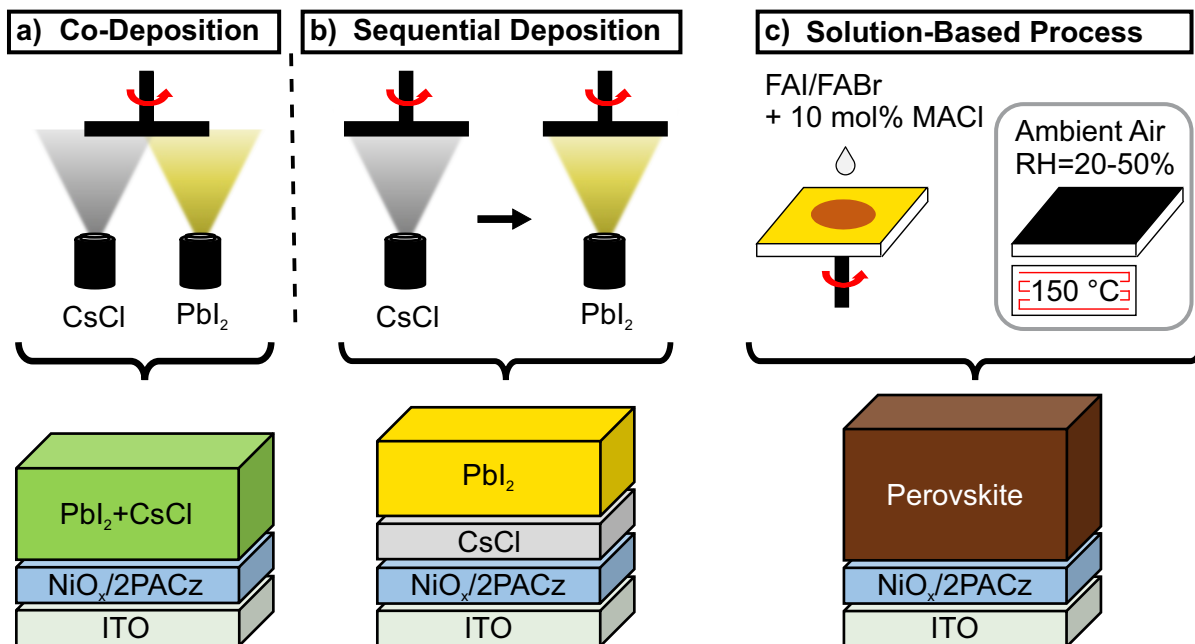 a) Co-Deposition
CsCl
PbI₂
PbI₂+CsCl
NiOₓ/2PACz
ITO
b) Sequential Deposition
CsCl
PbI₂
PbI₂
CsCl
NiOₓ/2PACz
ITO
c) Solution-Based Process
FAI/FABr
+ 10 mol% MACl
Ambient Air
RH=20-50%
150 °C
Perovskite
NiOₓ/2PACz
ITO